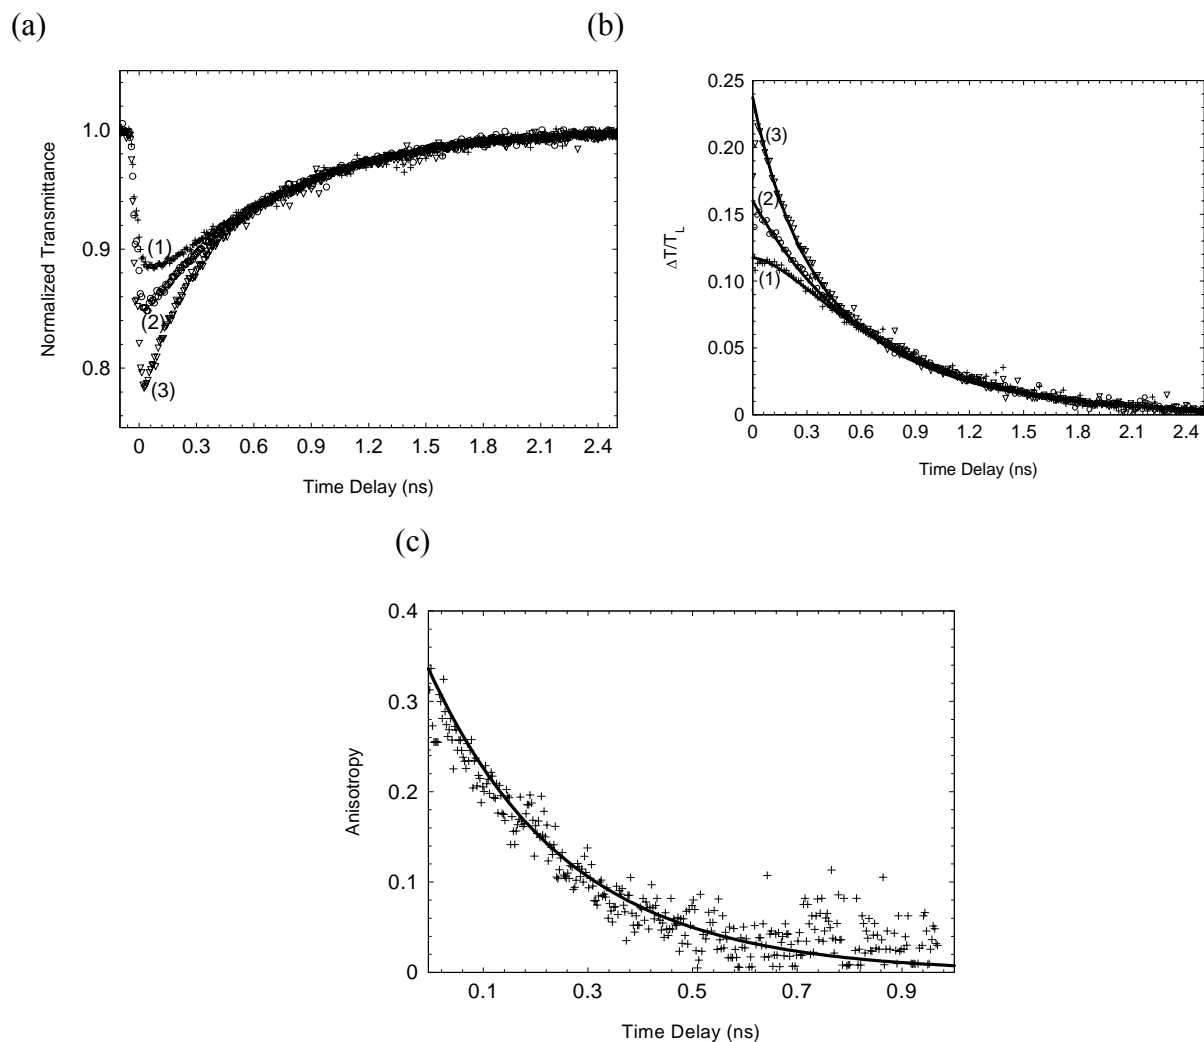 (a)
(b)
1.0
0.9
0.8
(1)
(2)
(3)
Normalized Transmittance
0 0.3 0.6 0.9 1.2 1.5 1.8 2.1 2.4
Time Delay (ns)
0.25
0.20
0.15
0.10
0.05
0
(3)
(2)
(1)
ΔT/T_L
0 0.3 0.6 0.9 1.2 1.5 1.8 2.1 2.4
Time Delay (ns)
(c)
0.4
0.3
0.2
0.1
0
Anisotropy
0.1 0.3 0.5 0.7 0.9
Time Delay (ns)